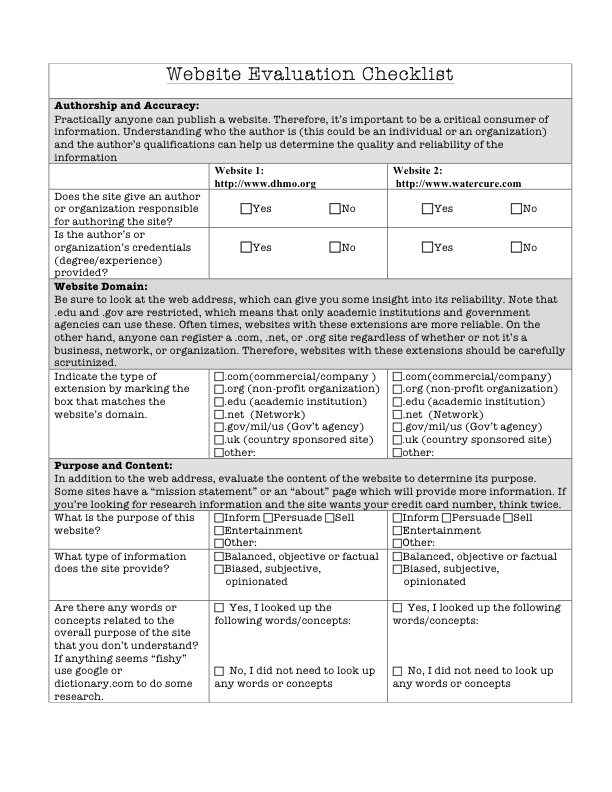 Website Evaluation Checklist
Authorship and Accuracy:
Practically anyone can publish a website. Therefore, it's important to be a critical consumer of
information. Understanding who the author is (this could be an individual or an organization)
and the author's qualifications can help us determine the quality and reliability of the
information
Website 1:
http://www.dhmo.org
Website 2:
http://www.watercure.com
Does the site give an author
or organization responsible
for authoring the site?
☐Yes ☐No ☐Yes ☐No
Is the author's or
organization's credentials
(degree/experience)
provided?
☐Yes ☐No ☐Yes ☐No
Website Domain:
Be sure to look at the web address, which can give you some insight into its reliability. Note that
.edu and .gov are restricted, which means that only academic institutions and government
agencies can use these. Often times, websites with these extensions are more reliable. On the
other hand, anyone can register a .com, .net, or .org site regardless of whether or not it's a
business, network, or organization. Therefore, websites with these extensions should be carefully
scrutinized.
Indicate the type of
extension by marking the
box that matches the
website's domain.
☐.com(commercial/company )
☐.org (non-profit organization)
☐.edu (academic institution)
☐.net (Network)
☐.gov/mil/us (Gov't agency)
☐.uk (country sponsored site)
☐other:
☐.com(commercial/company)
☐.org (non-profit organization)
☐.edu (academic institution)
☐.net (Network)
☐.gov/mil/us (Gov't agency)
☐.uk (country sponsored site)
☐other:
Purpose and Content:
In addition to the web address, evaluate the content of the website to determine its purpose.
Some sites have a "mission statement" or an "about" page which will provide more information. If
you're looking for research information and the site wants your credit card number, think twice.
What is the purpose of this
website?
☐Inform ☐Persuade ☐Sell
☐Entertainment
☐Other:
☐Inform ☐Persuade ☐Sell
☐Entertainment
☐Other:
What type of information
does the site provide?
☐Balanced, objective or factual
☐Biased, subjective,
opinionated
☐Balanced, objective or factual
☐Biased, subjective,
opinionated
Are there any words or
concepts related to the
overall purpose of the site
that you don't understand?
If anything seems "fishy"
use google or
dictionary.com to do some
research.
☐ Yes, I looked up the
following words/concepts:
☐ No, I did not need to look up
any words or concepts
☐ Yes, I looked up the following
words/concepts:
☐ No, I did not need to look up
any words or concepts